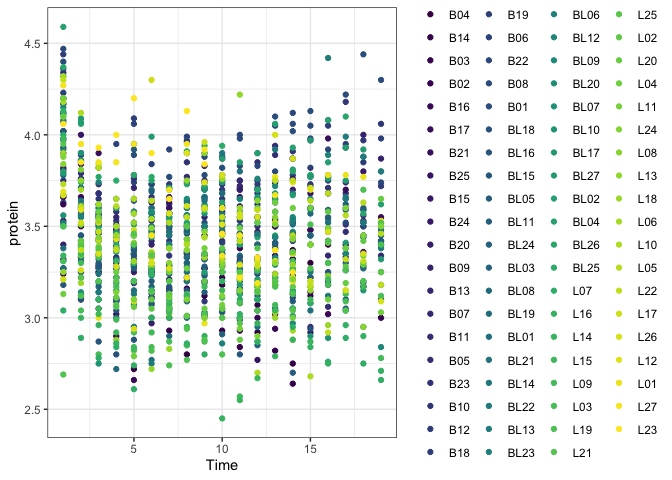 4.5
4.0
3.5
3.0
2.5
protein
5
10
15
Time
B04 B19 BL06 L25
B14 B06 BL12 L02
B03 B22 BL09 L20
B02 B08 BL20 L04
B16 B01 BL07 L11
B17 BL18 BL10 L24
B21 BL16 BL17 L08
B25 BL15 BL27 L13
B15 BL05 BL02 L18
B24 BL11 BL04 L06
B20 BL24 BL26 L10
B09 BL03 BL25 L05
B13 BL08 L07 L22
B07 BL19 L16 L17
B11 BL01 L14 L26
B05 BL21 L15 L12
B23 BL14 L09 L01
B10 BL22 L03 L27
B12 BL13 L19 L23
B18 BL23 L21